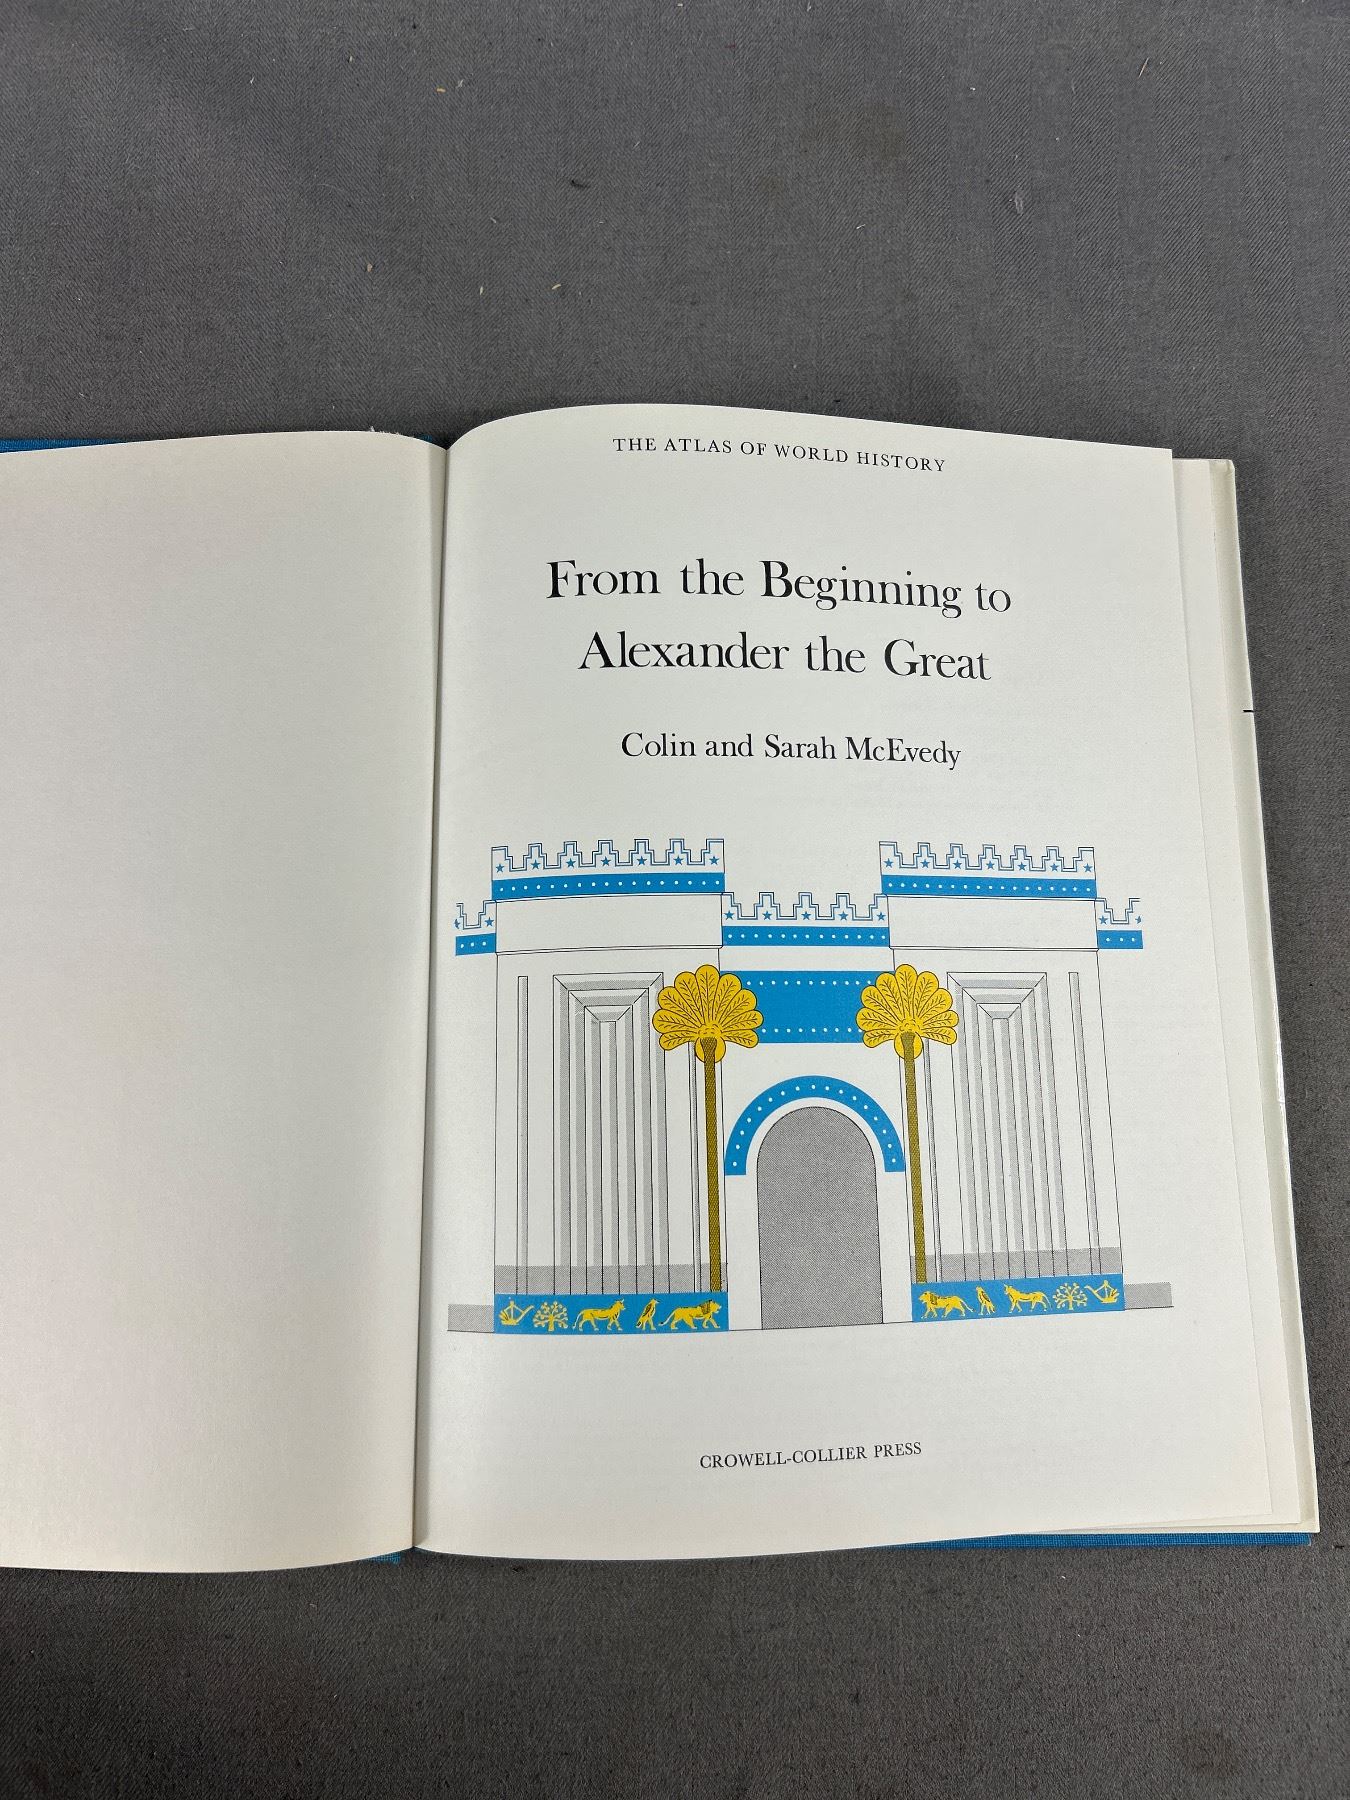 THE ATLAS OF WORLD HISTORY
From the Beginning to
Alexander the Great
Colin and Sarah McEvedy
CROWELL-COLLIER PRESS